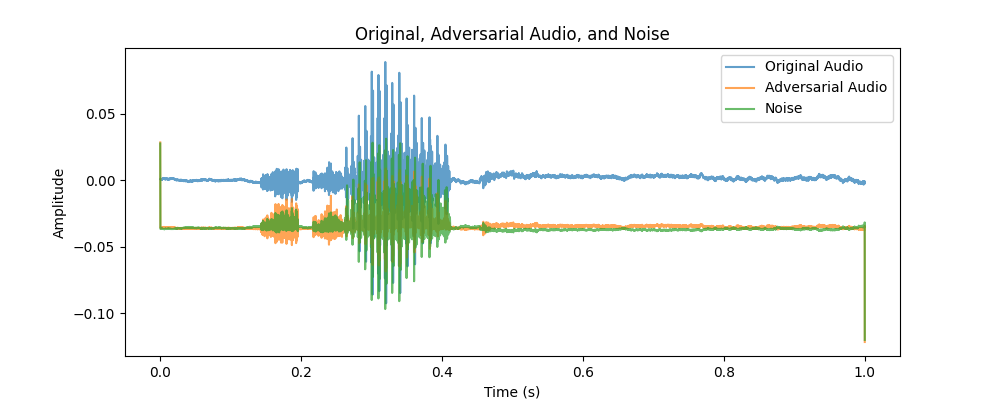 Original, Adversarial Audio, and Noise
Original Audio
Adversarial Audio
Noise
Amplitude
0.05
0.00
−0.05
−0.10
0.0 0.2 0.4 0.6 0.8 1.0
Time (s)